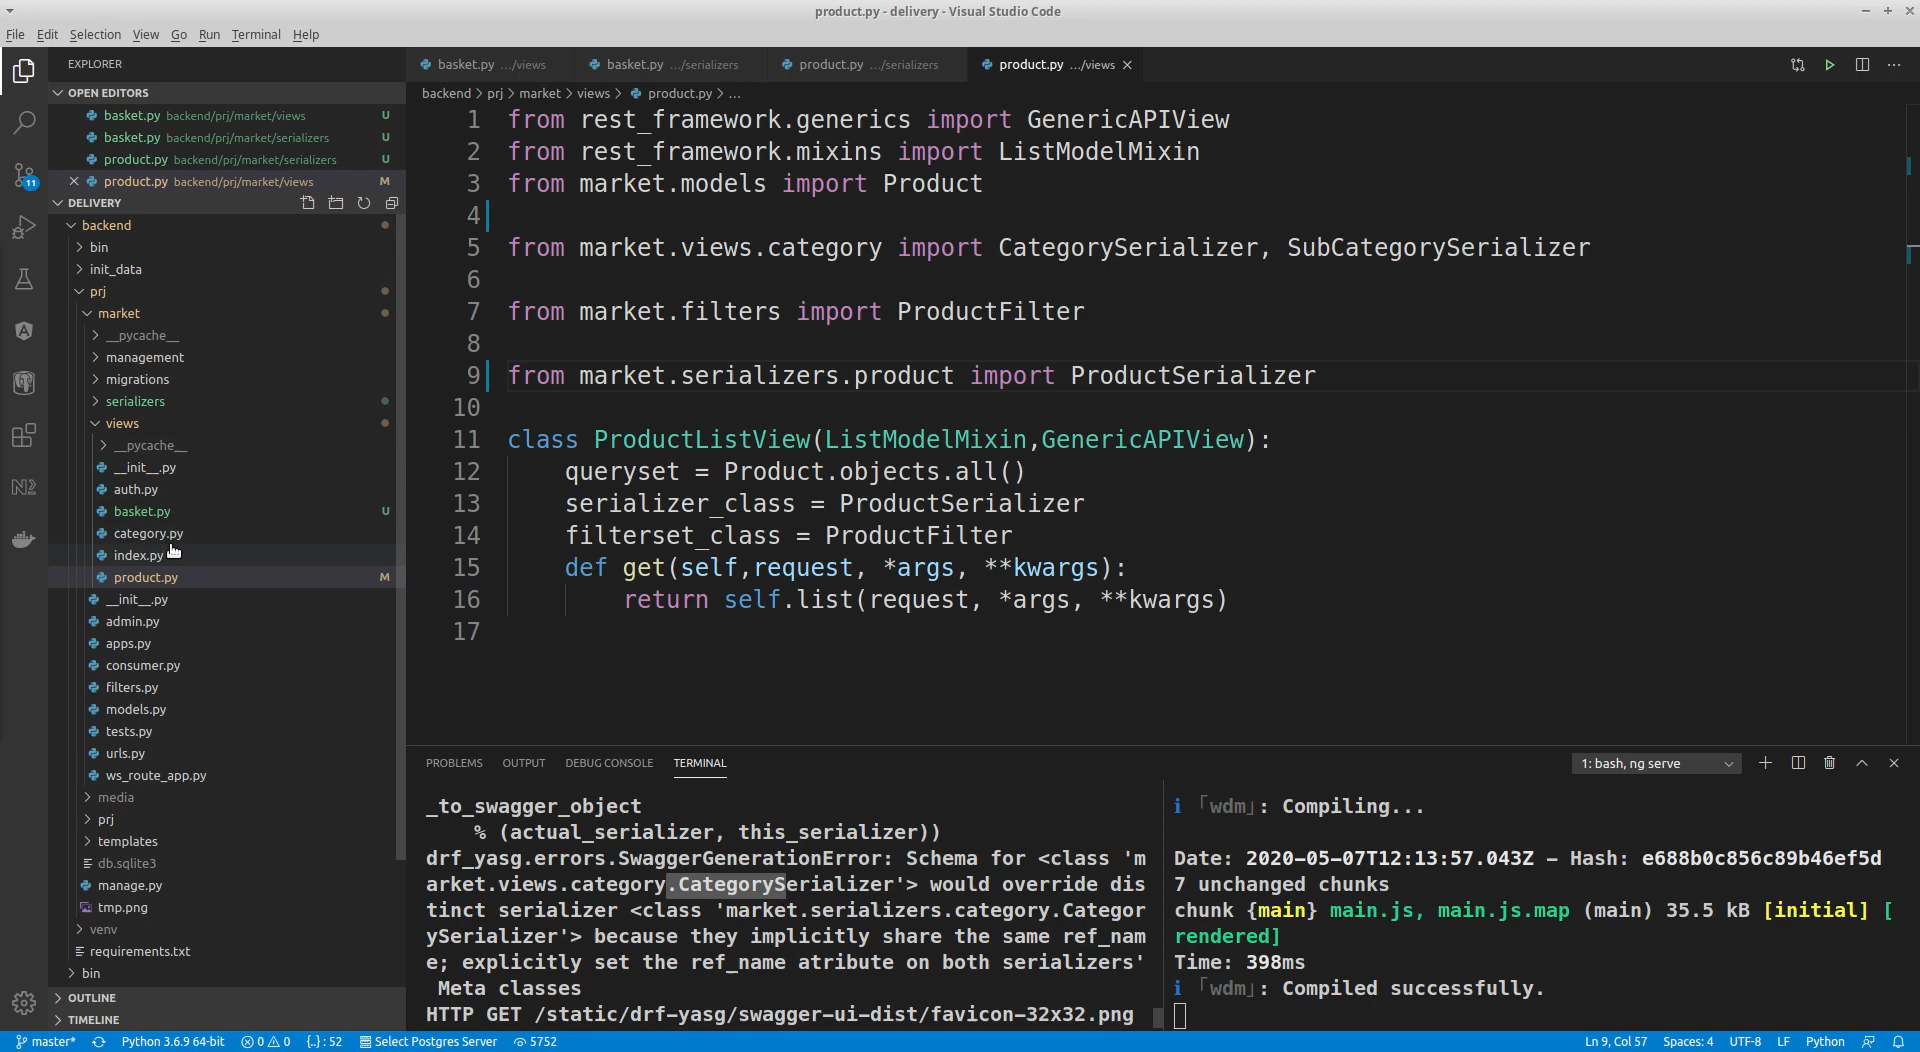 product.py - delivery - Visual Studio Code
File Edit Selection View Go Run Terminal Help
EXPLORER
OPEN EDITORS
basket.py backend/prj/market/views U
basket.py backend/prj/market/serializers U
product.py backend/prj/market/serializers U
product.py backend/prj/market/views M
DELIVERY
backend
bin
init_data
prj
market
__pycache__
management
migrations
serializers
views
__pycache__
__init__.py
auth.py
basket.py U
category.py
index.py
product.py M
__init__.py
admin.py
apps.py
consumer.py
filters.py
models.py
tests.py
urls.py
ws_route_app.py
media
prj
templates
db.sqlite3
manage.py
tmp.png
venv
requirements.txt
bin
OUTLINE
TIMELINE
11
basket.py .../views basket.py .../serializers product.py .../serializers product.py .../views
backend > prj > market > views > product.py > ...
1 from rest_framework.generics import GenericAPIView
2 from rest_framework.mixins import ListModelMixin
3 from market.models import Product
4
5 from market.views.category import CategorySerializer, SubCategorySerializer
6
7 from market.filters import ProductFilter
8
9 from market.serializers.product import ProductSerializer
10
11 class ProductListView(ListModelMixin,GenericAPIView):
12 queryset = Product.objects.all()
13 serializer_class = ProductSerializer
14 filterset_class = ProductFilter
15 def get(self,request, *args, **kwargs):
16 return self.list(request, *args, **kwargs)
17
PROBLEMS OUTPUT DEBUG CONSOLE TERMINAL
1: bash, ng serve
_to_swagger_object
% (actual_serializer, this_serializer))
drf_yasg.errors.SwaggerGenerationError: Schema for <class 'm
arket.views.category.CategorySerializer'> would override dis
tinct serializer <class 'market.serializers.category.Categor
ySerializer'> because they implicitly share the same ref_nam
e; explicitly set the ref_name atribute on both serializers'
Meta classes
HTTP GET /static/drf-yasg/swagger-ui-dist/favicon-32x32.png
i ｢wdm｣: Compiling...
Date: 2020-05-07T12:13:57.043Z - Hash: e688b0c856c89b46ef5d
7 unchanged chunks
chunk {main} main.js, main.js.map (main) 35.5 kB [initial] [
rendered]
Time: 398ms
i ｢wdm｣: Compiled successfully.
master* Python 3.6.9 64-bit 0 0 {..} : 52 Select Postgres Server 5752 Ln 9, Col 57 Spaces: 4 UTF-8 LF Python